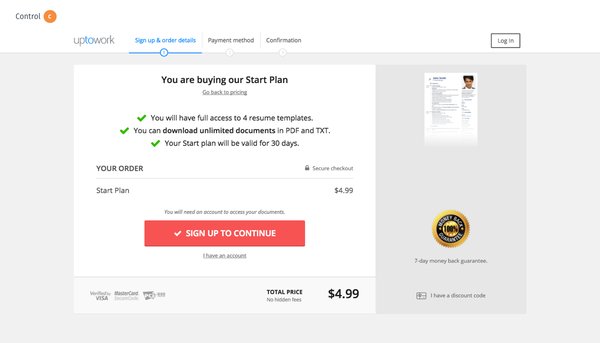 Control C
uptowork
Sign up & order details
Payment method
Confirmation
Log In
You are buying our Start Plan
Go back to pricing
You will have full access to 4 resume templates.
You can download unlimited documents in PDF and TXT.
Your Start plan will be valid for 30 days.
YOUR ORDER
Secure checkout
Start Plan
$4.99
You will need an account to access your documents.
SIGN UP TO CONTINUE
I have an account
MONEY BACK
100%
GUARANTEE
7-day money back guarantee.
Verified by
VISA
MasterCard
SecureCode
TOTAL PRICE
No hidden fees
$4.99
I have a discount code